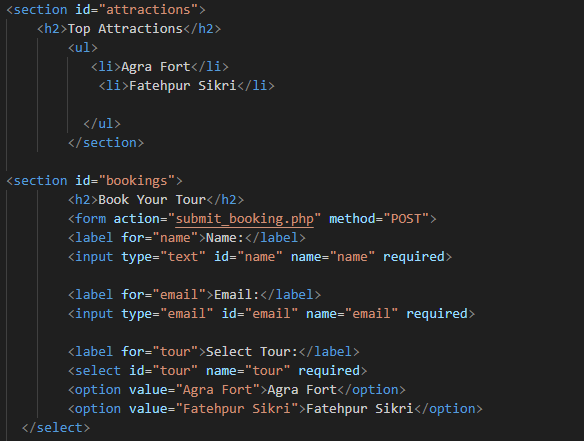 <section id="attractions">
<h2>Top Attractions</h2>
<ul>
<li>Agra Fort</li>
<li>Fatehpur Sikri</li>
</ul>
</section>
<section id="bookings">
<h2>Book Your Tour</h2>
<form action="submit_booking.php" method="POST">
<label for="name">Name:</label>
<input type="text" id="name" name="name" required>
<label for="email">Email:</label>
<input type="email" id="email" name="email" required>
<label for="tour">Select Tour:</label>
<select id="tour" name="tour" required>
<option value="Agra Fort">Agra Fort</option>
<option value="Fatehpur Sikri">Fatehpur Sikri</option>
</select>